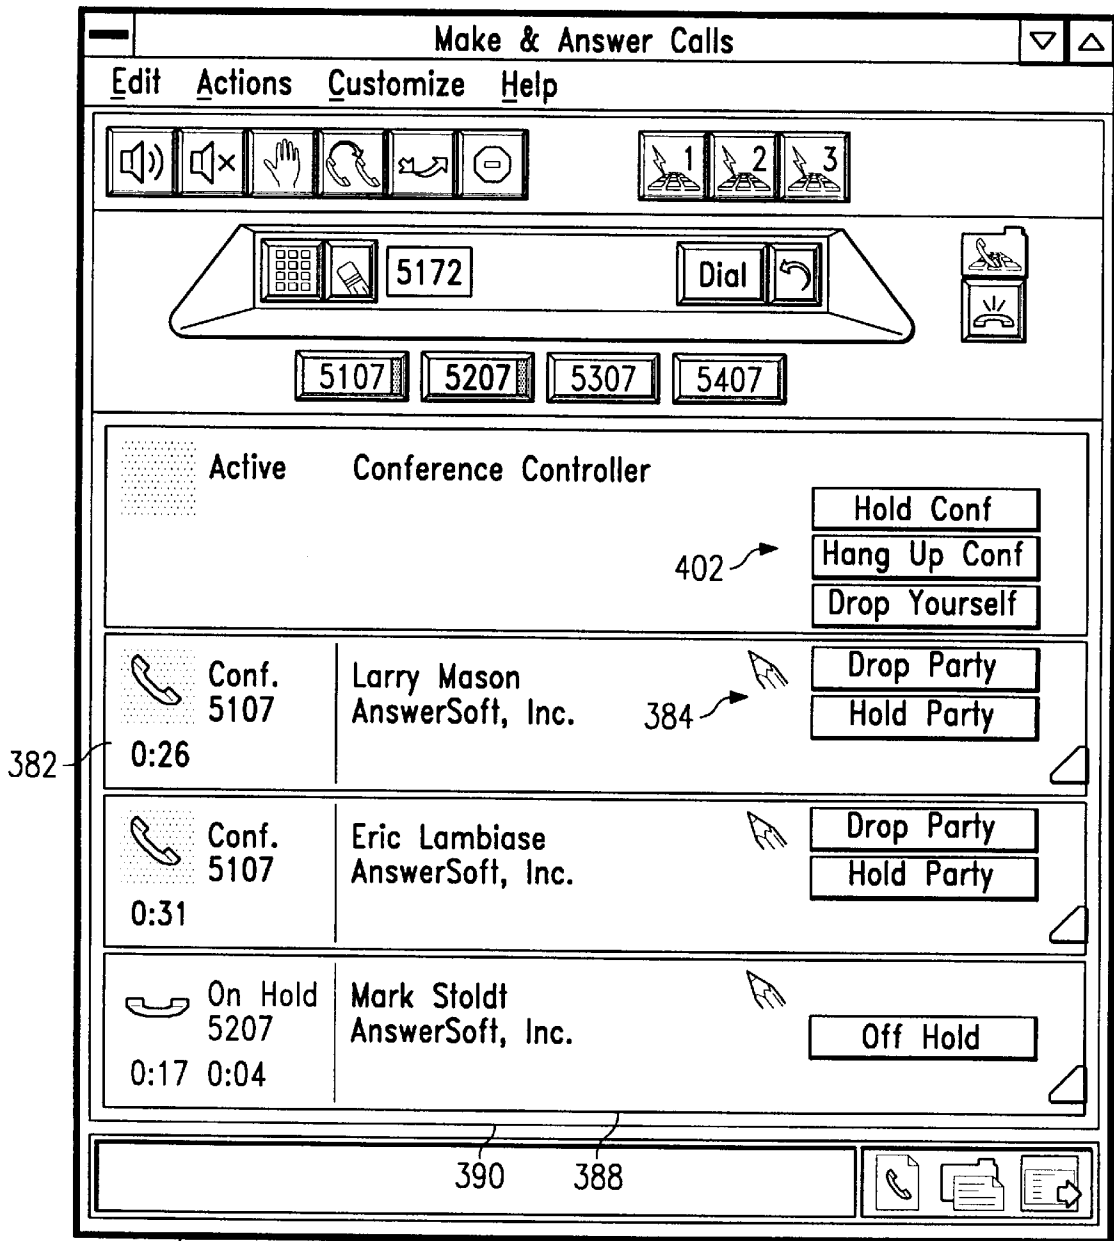 Make & Answer Calls
Edit Actions Customize Help
1 2 3
5172 Dial
5107 5207 5307 5407
Active Conference Controller
Hold Conf
402 Hang Up Conf
Drop Yourself
Conf. Larry Mason Drop Party
5107 AnswerSoft, Inc. 384 Hold Party
382 0:26
Conf. Eric Lambiase Drop Party
5107 AnswerSoft, Inc. Hold Party
0:31
On Hold Mark Stoldt
5207 AnswerSoft, Inc. Off Hold
0:17 0:04
390 388